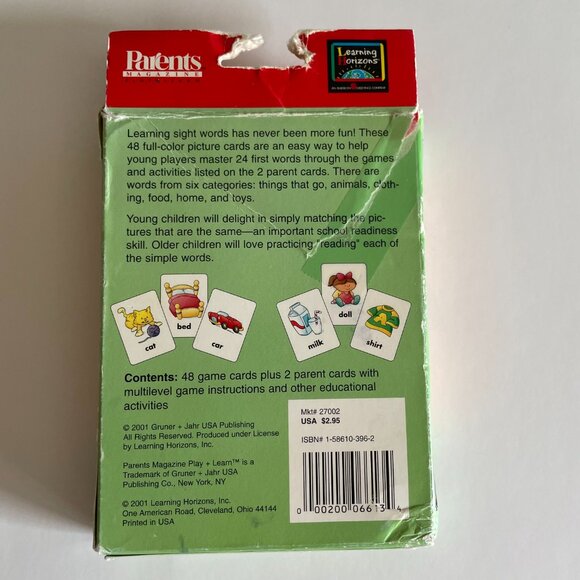 Parents
MAGAZINE
Learning
Horizons
Learning sight words has never been more fun! These
48 full-color picture cards are an easy way to help
young players master 24 first words through the games
and activities listed on the 2 parent cards. There are
words from six categories: things that go, animals, cloth-
ing, food, home, and toys.
Young children will delight in simply matching the pic-
tures that are the same—an important school readiness
skill. Older children will love practicing "reading" each of
the simple words.
cat
bed
car
milk
doll
shirt
Contents: 48 game cards plus 2 parent cards with
multilevel game instructions and other educational
activities
© 2001 Gruner + Jahr USA Publishing
All Rights Reserved. Produced under License
by Learning Horizons, Inc.
Parents Magazine Play + Learn™ is a
Trademark of Gruner + Jahr USA
Publishing Co., New York, NY
© 2001 Learning Horizons, Inc.
One American Road, Cleveland, Ohio 44144
Printed in USA
Mkt# 27002
USA $2.95
ISBN# 1-58610-396-2
0 00200 06613 4